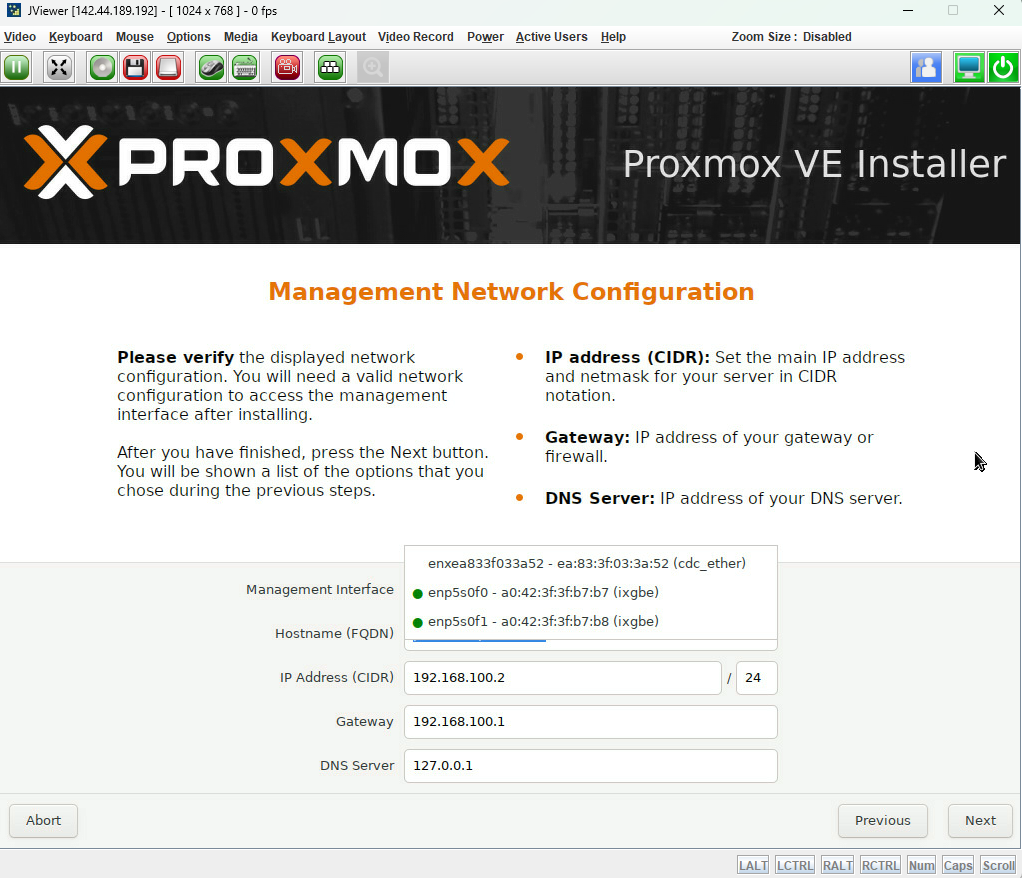 JViewer [142.44.189.192] - [ 1024 x 768 ] - 0 fps
Video Keyboard Mouse Options Media Keyboard Layout Video Record Power Active Users Help Zoom Size : Disabled
PROXMOX
Proxmox VE Installer
Management Network Configuration
Please verify the displayed network
configuration. You will need a valid network
configuration to access the management
interface after installing.
After you have finished, press the Next button.
You will be shown a list of the options that you
chose during the previous steps.
IP address (CIDR): Set the main IP address
and netmask for your server in CIDR
notation.
Gateway: IP address of your gateway or
firewall.
DNS Server: IP address of your DNS server.
enxea833f033a52 - ea:83:3f:03:3a:52 (cdc_ether)
Management Interface
enp5s0f0 - a0:42:3f:3f:b7:b7 (ixgbe)
enp5s0f1 - a0:42:3f:3f:b7:b8 (ixgbe)
Hostname (FQDN)
IP Address (CIDR) 192.168.100.2 / 24
Gateway 192.168.100.1
DNS Server 127.0.0.1
Abort Previous Next
LALT LCTRL RALT RCTRL Num Caps Scroll